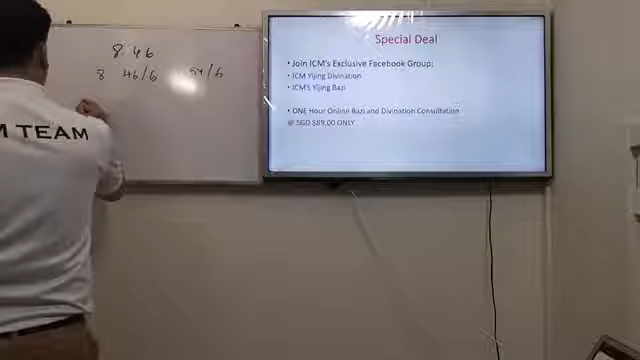 8 46
8 46/6 54/6
M TEAM
Special Deal
• Join ICM's Exclusive Facebook Group;
• ICM Yijing Divination
• ICM's Yijing Bazi
• ONE Hour Online Bazi and Divination Consultation
@ SGD $89.00 ONLY